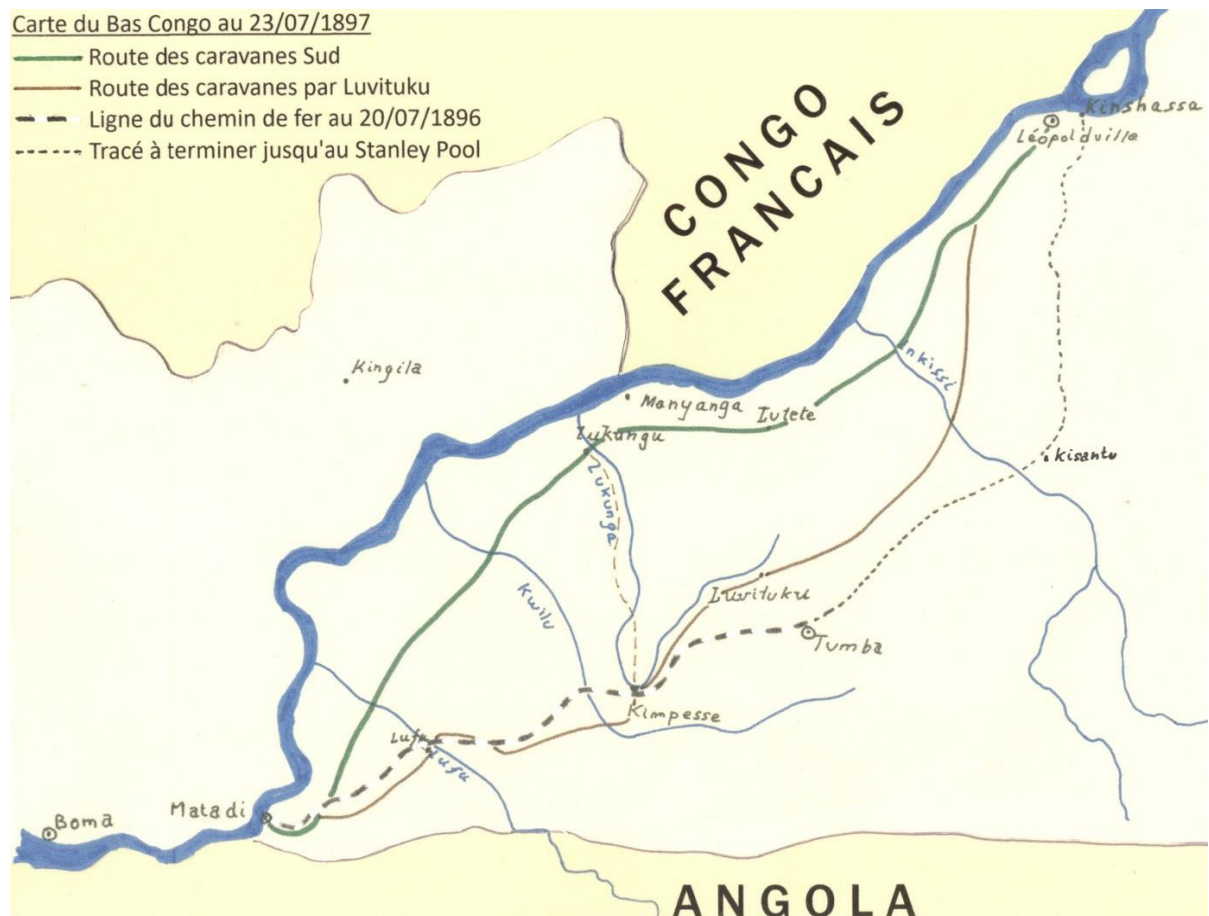 Carte du Bas Congo au 23/07/1897
Route des caravanes Sud
Route des caravanes par Luvituku
Ligne du chemin de fer au 20/07/1896
Tracé à terminer jusqu'au Stanley Pool
CONGO
FRANCAIS
Kinshassa
Léopoldville
Kingila
Manyanga
Lukungu
Lulete
Inkissi
Kisantu
Lukunga
Kwilu
Luvituku
Tumba
Kimpesse
Lufu
Lufu
Matadi
Boma
ANGOLA